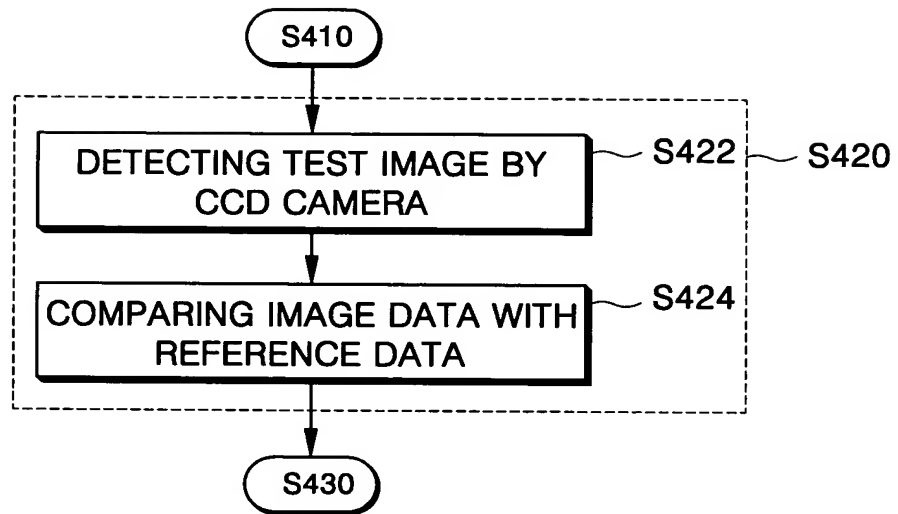 S410
DETECTING TEST IMAGE BY
CCD CAMERA
S422
S420
COMPARING IMAGE DATA WITH
REFERENCE DATA
S424
S430